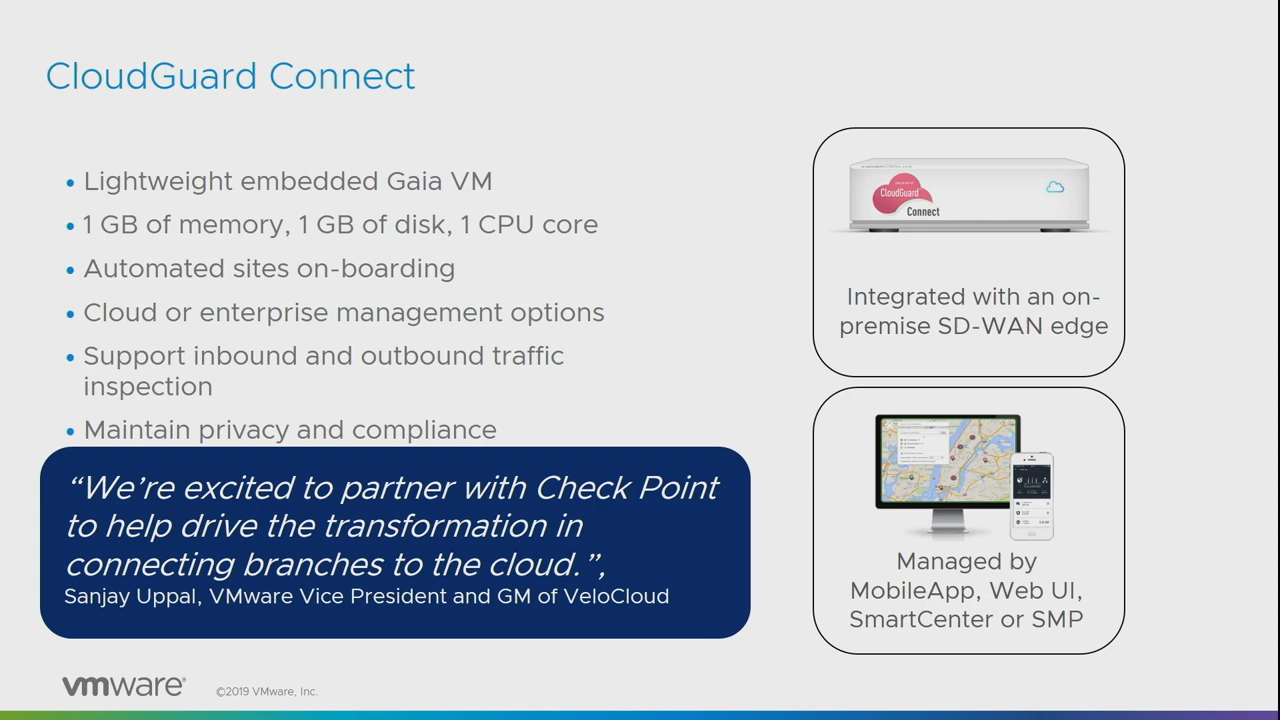 CloudGuard Connect
• Lightweight embedded Gaia VM
• 1 GB of memory, 1 GB of disk, 1 CPU core
• Automated sites on-boarding
• Cloud or enterprise management options
• Support inbound and outbound traffic
inspection
• Maintain privacy and compliance
“We’re excited to partner with Check Point
to help drive the transformation in
connecting branches to the cloud.”,
Sanjay Uppal, VMware Vice President and GM of VeloCloud
CloudGuard
Connect
Integrated with an on-
premise SD-WAN edge
Managed by
MobileApp, Web UI,
SmartCenter or SMP
vmware®
©2019 VMware, Inc.